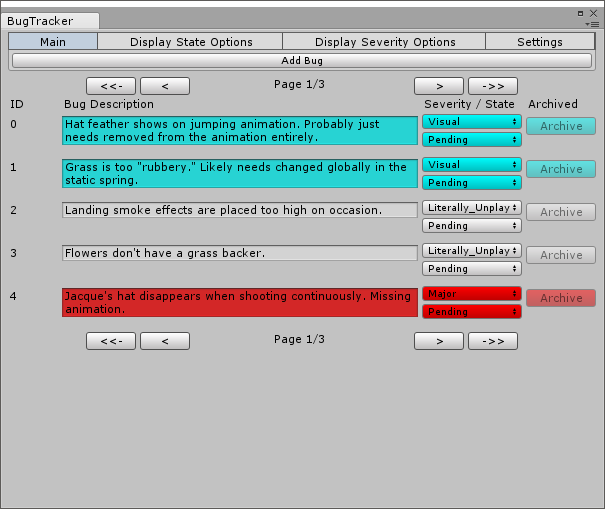 BugTracker
Main Display State Options Display Severity Options Settings
Add Bug
<<- < Page 1/3 > ->>
ID Bug Description Severity / State Archived
0 Hat feather shows on jumping animation. Probably just Visual Archive
needs removed from the animation entirely. Pending
1 Grass is too "rubbery." Likely needs changed globally in the Visual Archive
static spring. Pending
2 Landing smoke effects are placed too high on occasion. Literally_Unplay Archive
Pending
3 Flowers don't have a grass backer. Literally_Unplay Archive
Pending
4 Jacque's hat disappears when shooting continuously. Missing Major Archive
animation. Pending
<<- < Page 1/3 > ->>